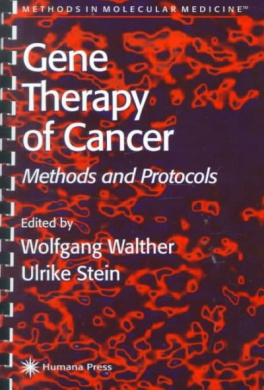 METHODS IN MOLECULAR MEDICINE™
Gene
Therapy
of Cancer
Methods and Protocols
Edited by
Wolfgang Walther
Ulrike Stein
Humana Press